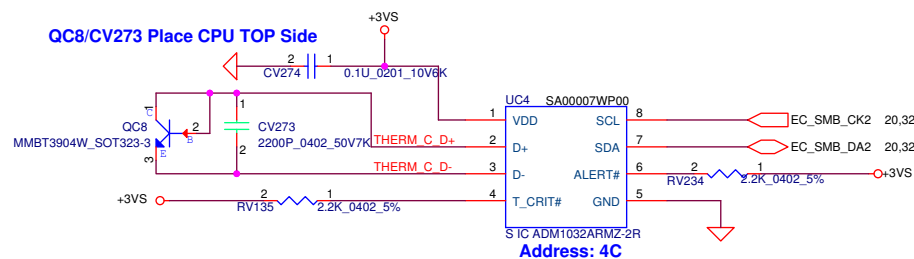 +3VS
QC8/CV273 Place CPU TOP Side
2 1
CV274 0.1U_0201_10V6K
UC4 SA00007WP00
1 C
QC8
MMBT3904W_SOT323-3
2 B
E 3
1
CV273
2200P_0402_50V7K
2
THERM_C_D+
THERM_C_D-
1 VDD SCL 8 EC_SMB_CK2 20,32
2 D+ SDA 7 EC_SMB_DA2 20,32
3 D- ALERT# 6 2 1 +3VS
RV234 2.2K_0402_5%
+3VS 2 1 4 T_CRIT# GND 5
RV135 2.2K_0402_5%
S IC ADM1032ARMZ-2R
Address: 4C